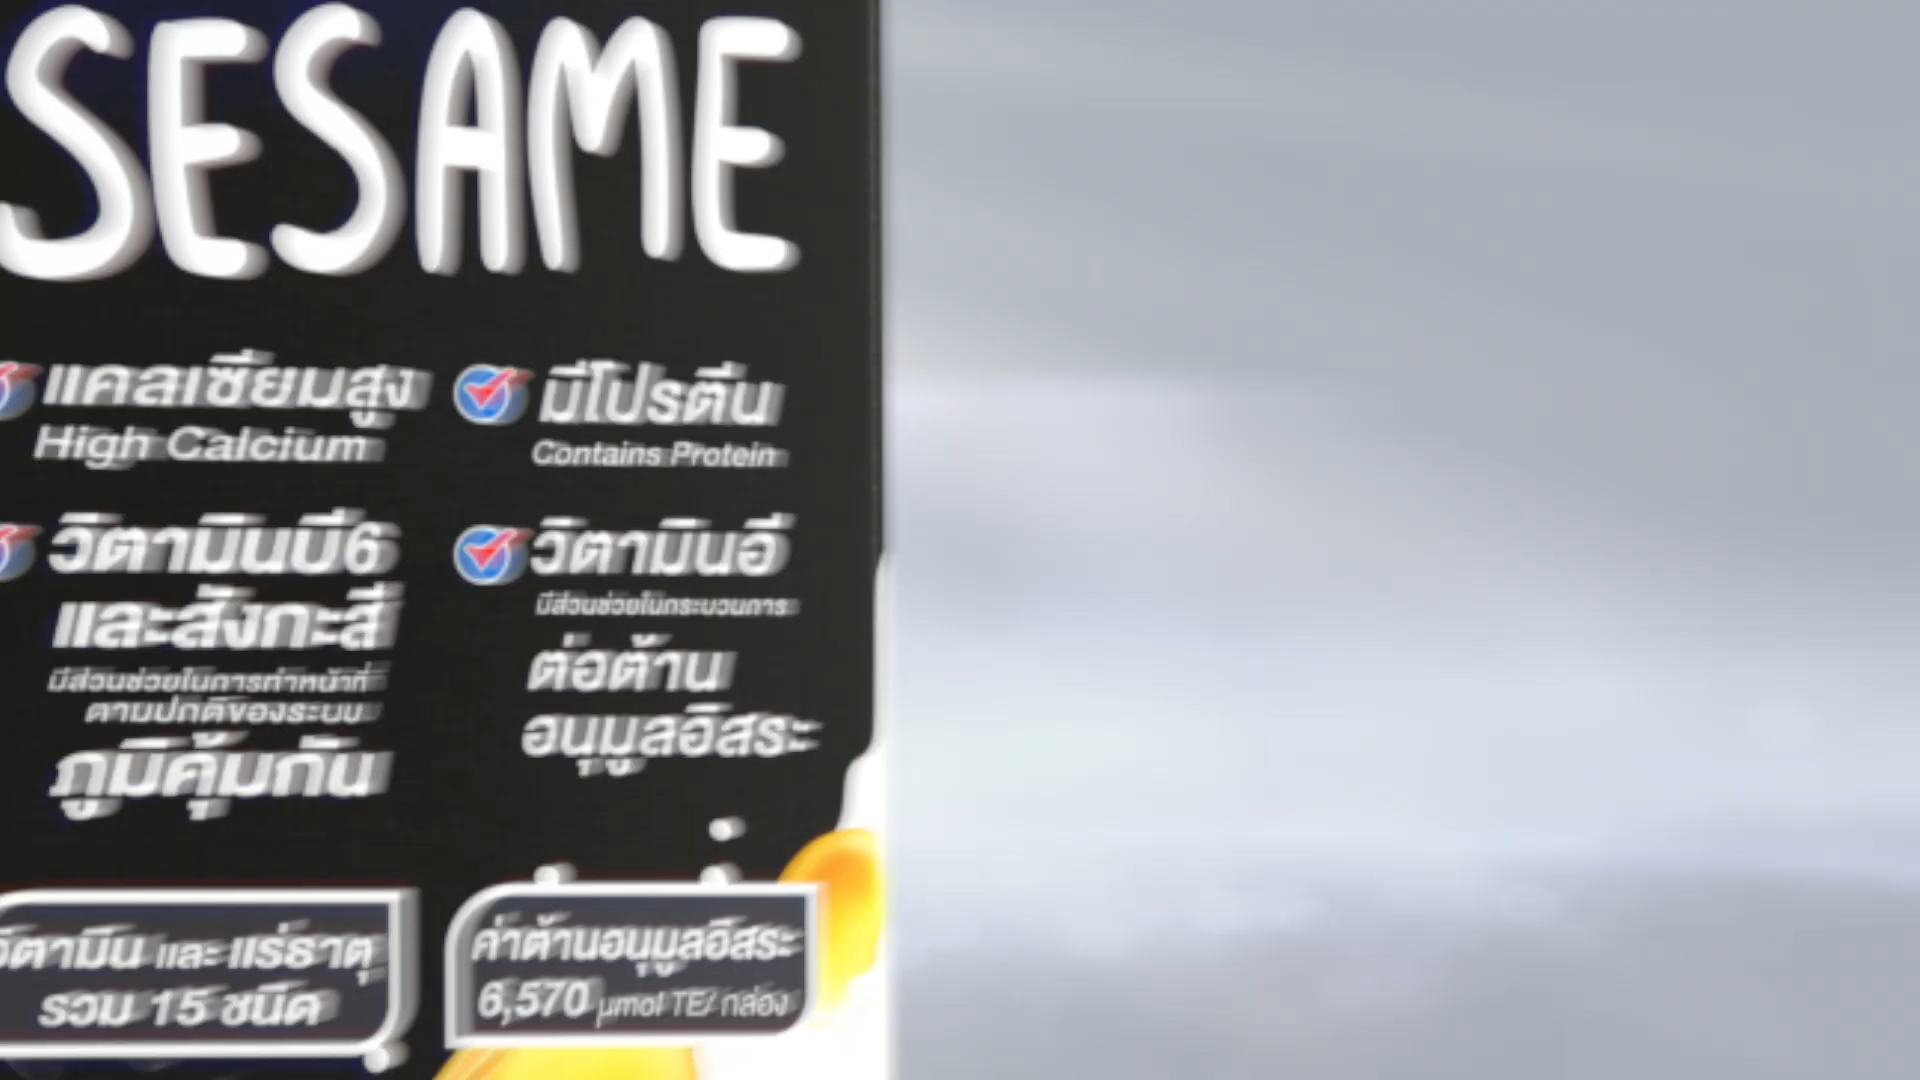 SESAME
แคลเซียมสูง
High Calcium
มีโปรตีน
Contains Protein
วิตามินบี6
และสังกะสี
มีส่วนช่วยในการทำหน้าที่
ตามปกติของระบบ
ภูมิคุ้มกัน
วิตามินอี
มีส่วนช่วยในกระบวนการ
ต่อต้าน
อนุมูลอิสระ
วิตามิน และ แร่ธาตุ
รวม 15 ชนิด
ค่าต้านอนุมูลอิสระ
6,570 µmol TE/ กล่อง